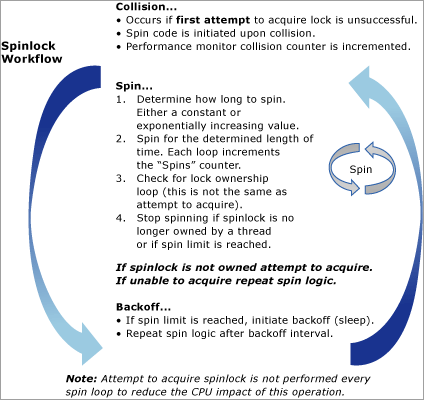 Collision...
• Occurs if first attempt to acquire lock is unsuccessful.
• Spin code is initiated upon collision.
• Performance monitor collision counter is incremented.
Spinlock
Workflow
Spin...
1. Determine how long to spin.
Either a constant or
exponentially increasing value.
2. Spin for the determined length of
time. Each loop increments
the “Spins” counter.
3. Check for lock ownership
loop (this is not the same as
attempt to acquire).
4. Stop spinning if spinlock is no
longer owned by a thread
or if spin limit is reached.
Spin
If spinlock is not owned attempt to acquire.
If unable to acquire repeat spin logic.
Backoff...
• If spin limit is reached, initiate backoff (sleep).
• Repeat spin logic after backoff interval.
Note: Attempt to acquire spinlock is not performed every
spin loop to reduce the CPU impact of this operation.